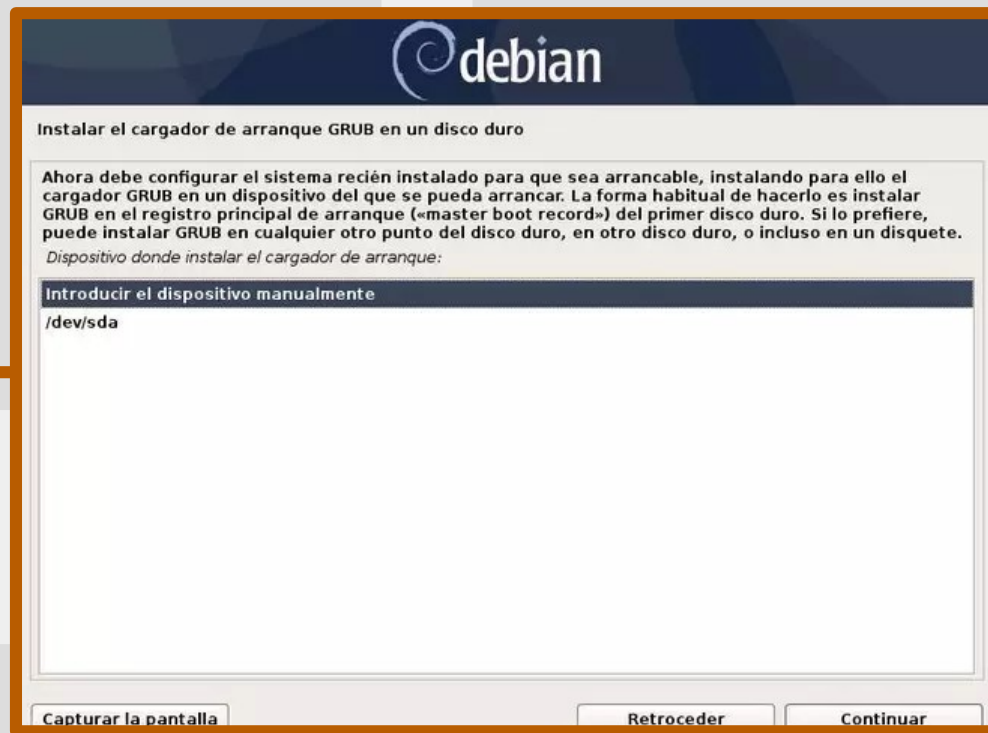 debian
Instalar el cargador de arranque GRUB en un disco duro
Ahora debe configurar el sistema recién instalado para que sea arrancable, instalando para ello el
cargador GRUB en un dispositivo del que se pueda arrancar. La forma habitual de hacerlo es instalar
GRUB en el registro principal de arranque («master boot record») del primer disco duro. Si lo prefiere,
puede instalar GRUB en cualquier otro punto del disco duro, en otro disco duro, o incluso en un disquete.
Dispositivo donde instalar el cargador de arranque:
Introducir el dispositivo manualmente
/dev/sda
Capturar la pantalla Retroceder Continuar